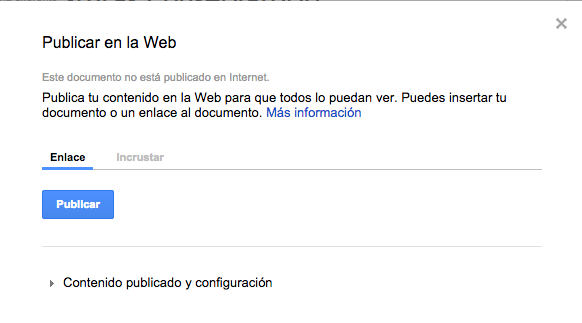 Publicar en la Web
Este documento no está publicado en Internet.
Publica tu contenido en la Web para que todos lo puedan ver. Puedes insertar tu
documento o un enlace al documento. Más información
Enlace Incrustar
Publicar
Contenido publicado y configuración